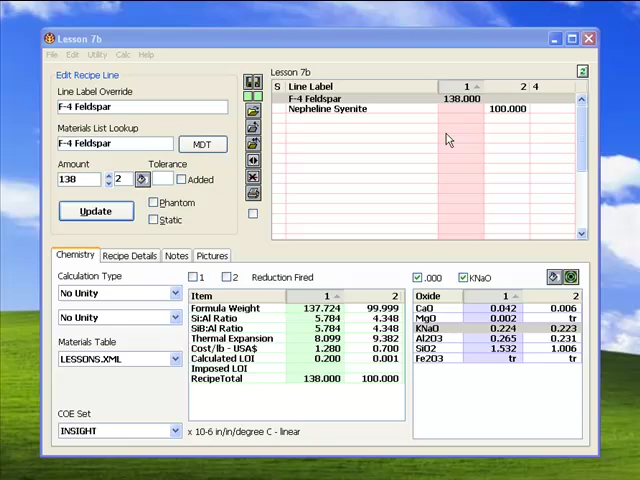 Lesson 7b
File Edit Utility Calc Help
Edit Recipe Line
Line Label Override
F-4 Feldspar
Materials List Lookup
F-4 Feldspar MDT
Amount Tolerance
138 2 Added
Update Phantom
Static
Lesson 7b
S Line Label 1 2 4
F-4 Feldspar 138.000
Nepheline Syenite 100.000
Chemistry Recipe Details Notes Pictures
Calculation Type
No Unity
No Unity
Materials Table
LESSONS.XML
COE Set
INSIGHT x 10-6 in/in/degree C - linear
1 2 Reduction Fired .000 KNaO
Item 1 2
Formula Weight 137.724 99.999
Si:Al Ratio 5.784 4.348
SiB:Al Ratio 5.784 4.348
Thermal Expansion 8.099 9.382
Cost/lb - USA$ 1.280 0.700
Calculated LOI 0.200 0.001
Imposed LOI
RecipeTotal 138.000 100.000
Oxide 1 2
CaO 0.042 0.006
MgO 0.002 tr
KNaO 0.224 0.223
Al2O3 0.265 0.231
SiO2 1.532 1.006
Fe2O3 tr tr